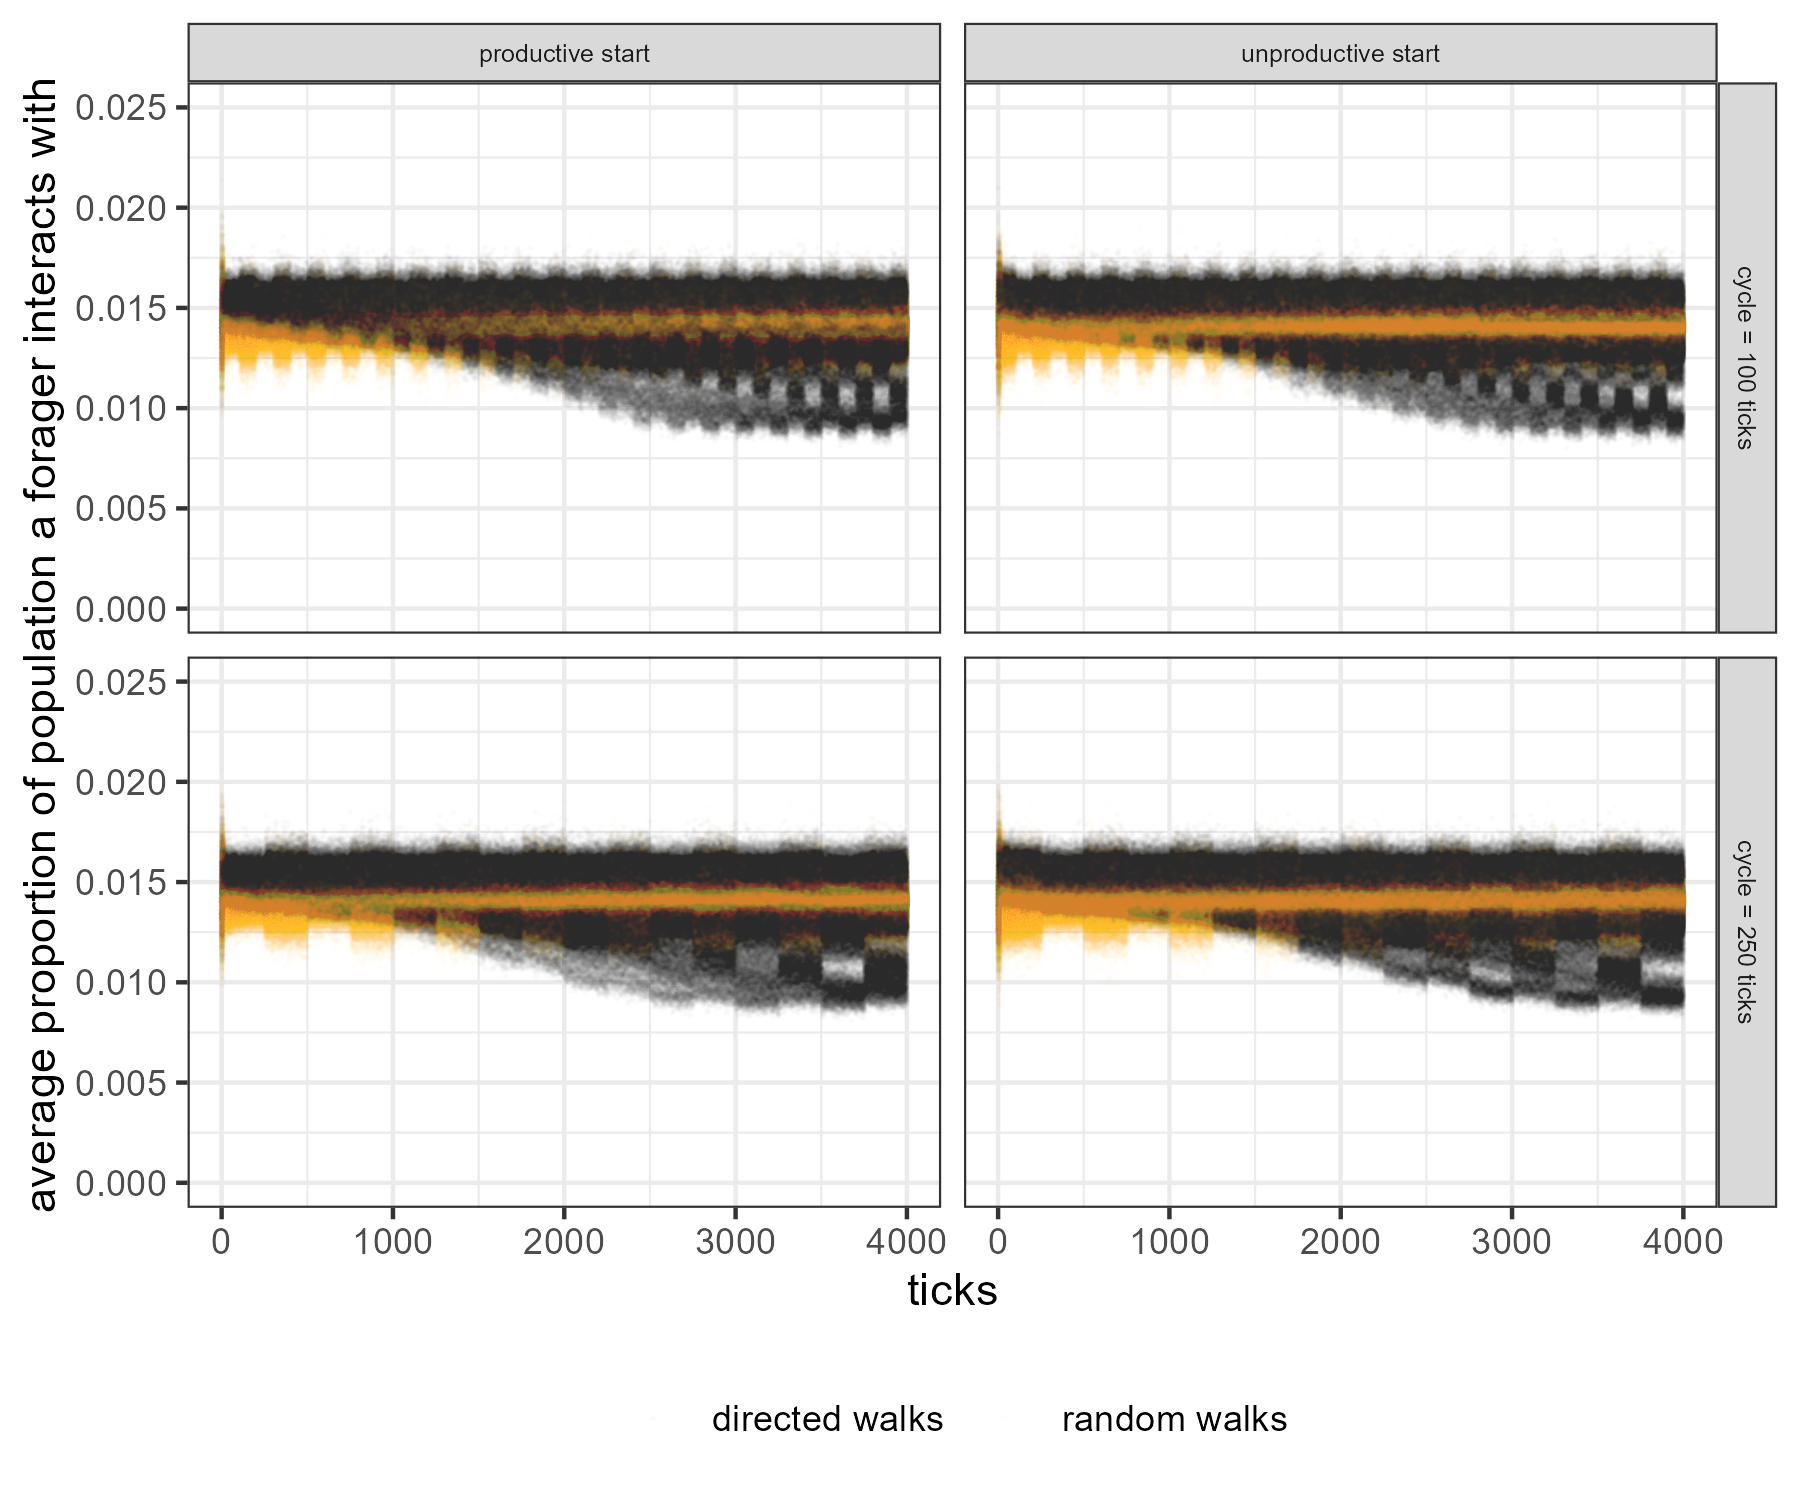 productive start
unproductive start
average proportion of population a forager interacts with
0.025
0.020
0.015
0.010
0.005
0.000
cycle = 100 ticks
0.025
0.020
0.015
0.010
0.005
0.000
cycle = 250 ticks
0 1000 2000 3000 4000
0 1000 2000 3000 4000
ticks
directed walks random walks